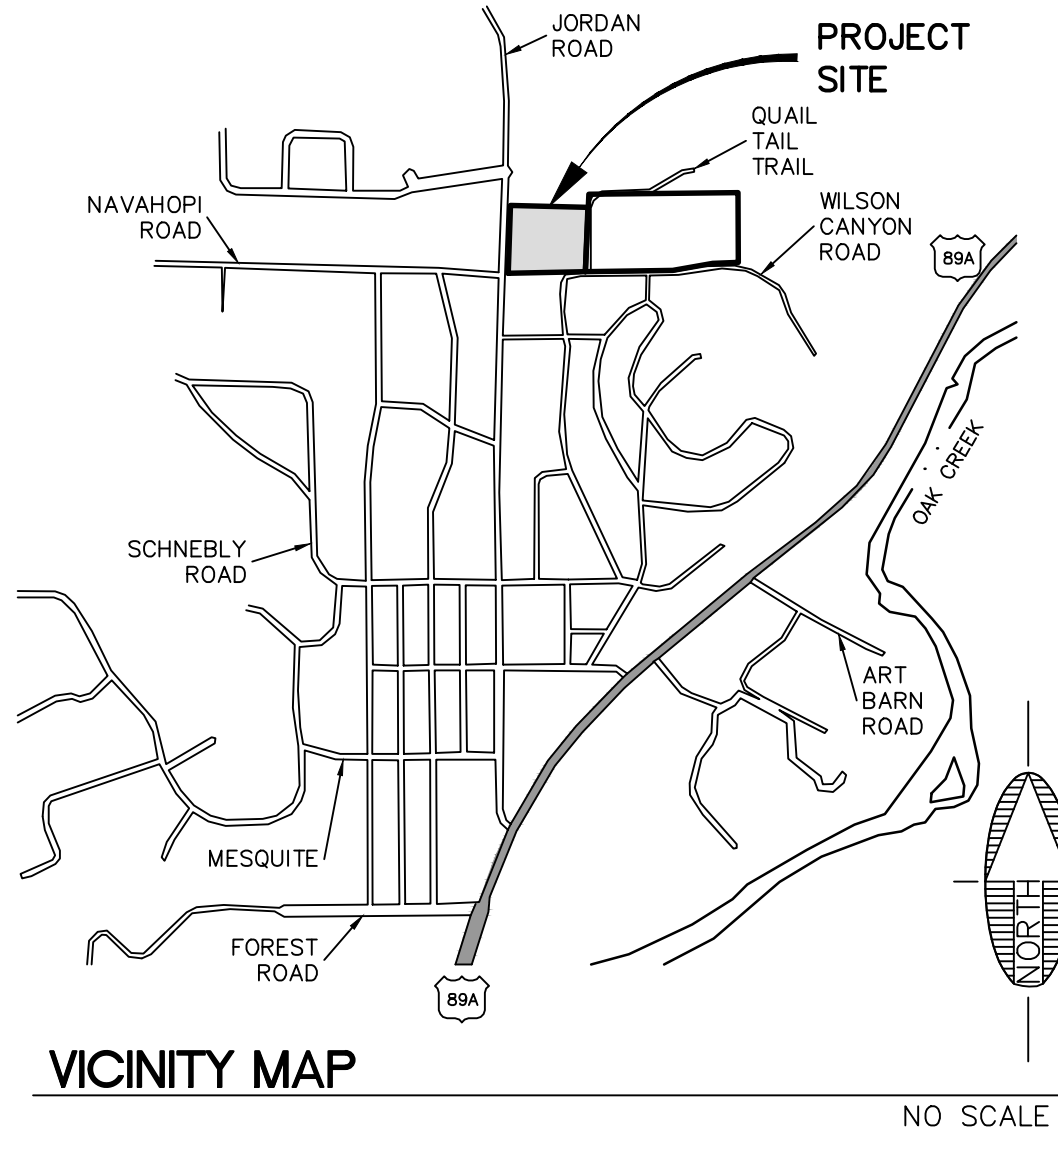 JORDAN
ROAD
PROJECT
SITE
QUAIL
TAIL
TRAIL
NAVAHOPI
ROAD
WILSON
CANYON
ROAD
89A
OAK CREEK
SCHNEBLY
ROAD
ART
BARN
ROAD
MESQUITE
FOREST
ROAD
NORTH
89A
VICINITY MAP
NO SCALE